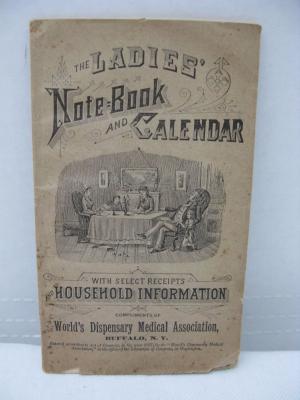 THE LADIES'
NOTE-BOOK
AND CALENDAR
WITH SELECT RECEIPTS
AND HOUSEHOLD INFORMATION
COMPLIMENTS OF
World's Dispensary Medical Association,
BUFFALO, N. Y.